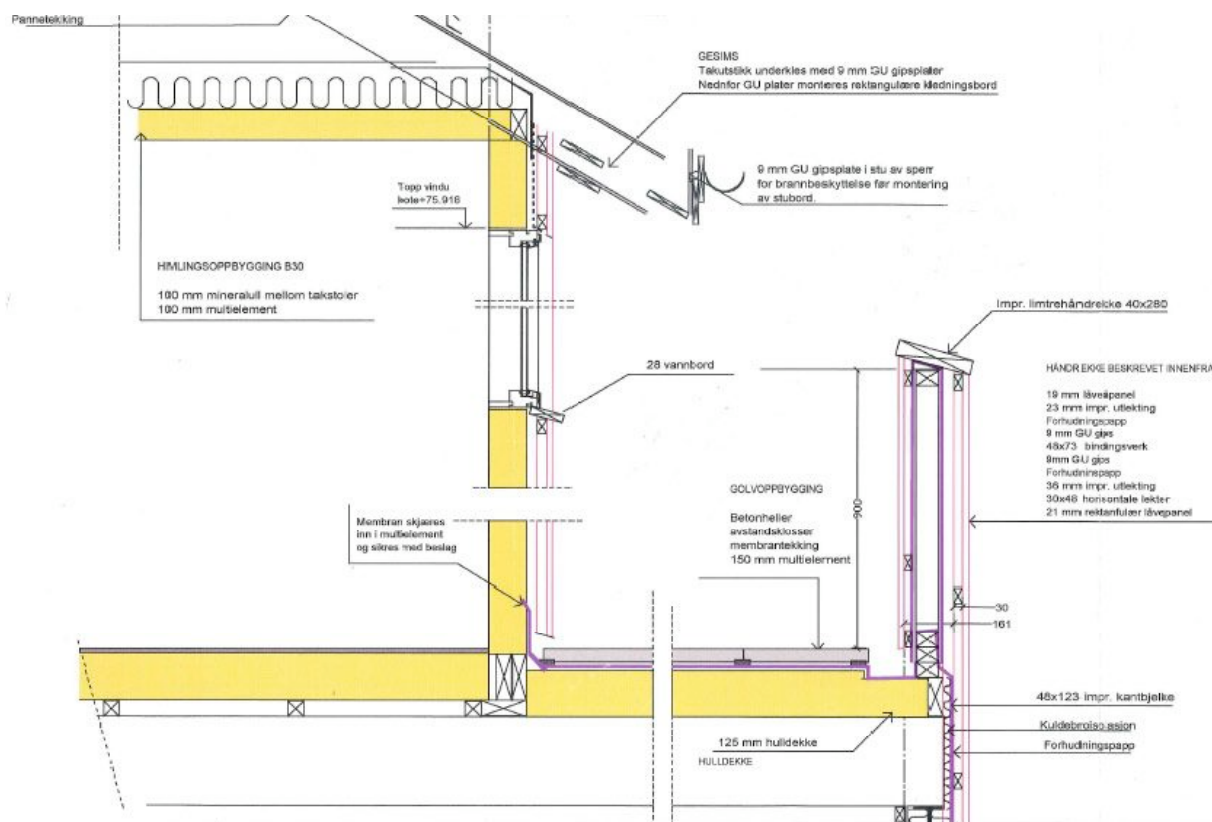 Pannetekking
GESIMS
Takutstikk underkles med 9 mm GU gipsplater
Nednfor GU plater monteres rektangulære kledningsbord
9 mm GU gipsplate i stu av sperr
for brannbeskyttelse før montering
av stubord.
Topp vindu
kote+75.918
HIMLINGSOPPBYGGING B30
100 mm mineralull mellom takstoler
100 mm multielement
Impr. limtrehåndrekke 40x280
28 vannbord
HÅNDREKKE BESKREVET INNENFRA
19 mm låvepanel
23 mm impr. utlekting
Forhudningspapp
9 mm GU gips
48x73 bindingsverk
9mm GU gips
Forhudninspapp
36 mm impr. utlekting
30x48 horisontale lekter
21 mm rektanfulær låvepanel
900
GOLVOPPBYGGING
Betonheller
avstandsklosser
membrantekking
150 mm multielement
Membran skjæres
inn i multielement
og sikres med beslag
30
161
48x123 impr. kantbjelke
Kuldebroisolasjon
Forhudningspapp
125 mm hulldekke
HULLDEKKE